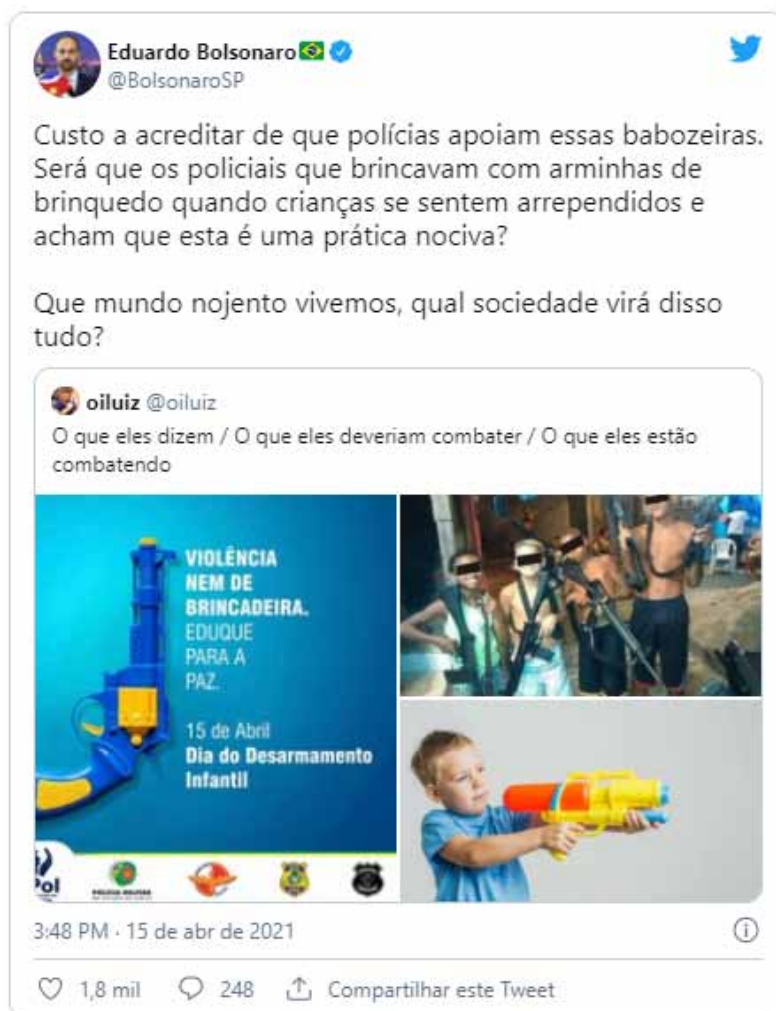 Eduardo Bolsonaro
@BolsonaroSP
Custo a acreditar de que polícias apoiam essas babozeiras.
Será que os policiais que brincavam com arminhas de
brinquedo quando crianças se sentem arrependidos e
acham que esta é uma prática nociva?
Que mundo nojento vivemos, qual sociedade virá disso
tudo?
oiluiz @oiluiz
O que eles dizem / O que eles deveriam combater / O que eles estão
combatendo
VIOLÊNCIA
NEM DE
BRINCADEIRA.
EDUQUE
PARA A
PAZ.
15 de Abril
Dia do Desarmamento
Infantil
Pol
3:48 PM · 15 de abr de 2021
1,8 mil 248 Compartilhar este Tweet